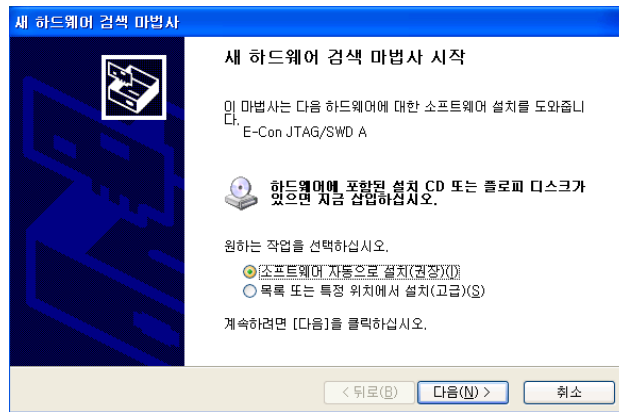 새 하드웨어 검색 마법사
새 하드웨어 검색 마법사 시작
이 마법사는 다음 하드웨어에 대한 소프트웨어 설치를 도와줍니
다.
E-Con JTAG/SWD A
하드웨어에 포함된 설치 CD 또는 플로피 디스크가
있으면 지금 삽입하십시오.
원하는 작업을 선택하십시오.
소프트웨어 자동으로 설치(권장)(I)
목록 또는 특정 위치에서 설치(고급)(S)
계속하려면 [다음]을 클릭하십시오.
< 뒤로(B) 다음(N) > 취소